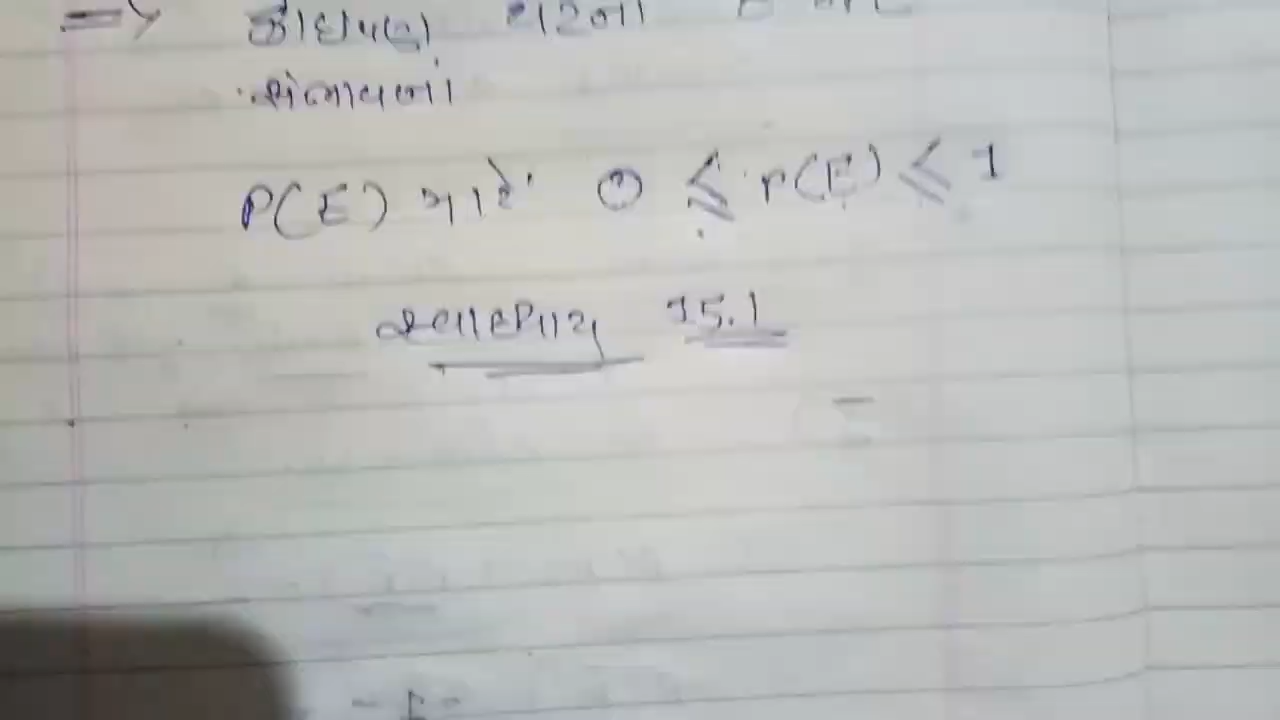 => કોઈપણ ઘટના
સંભાવના
P(E) માટે 0 ≤ P(E) ≤ 1
સ્વાધ્યાય 15.1